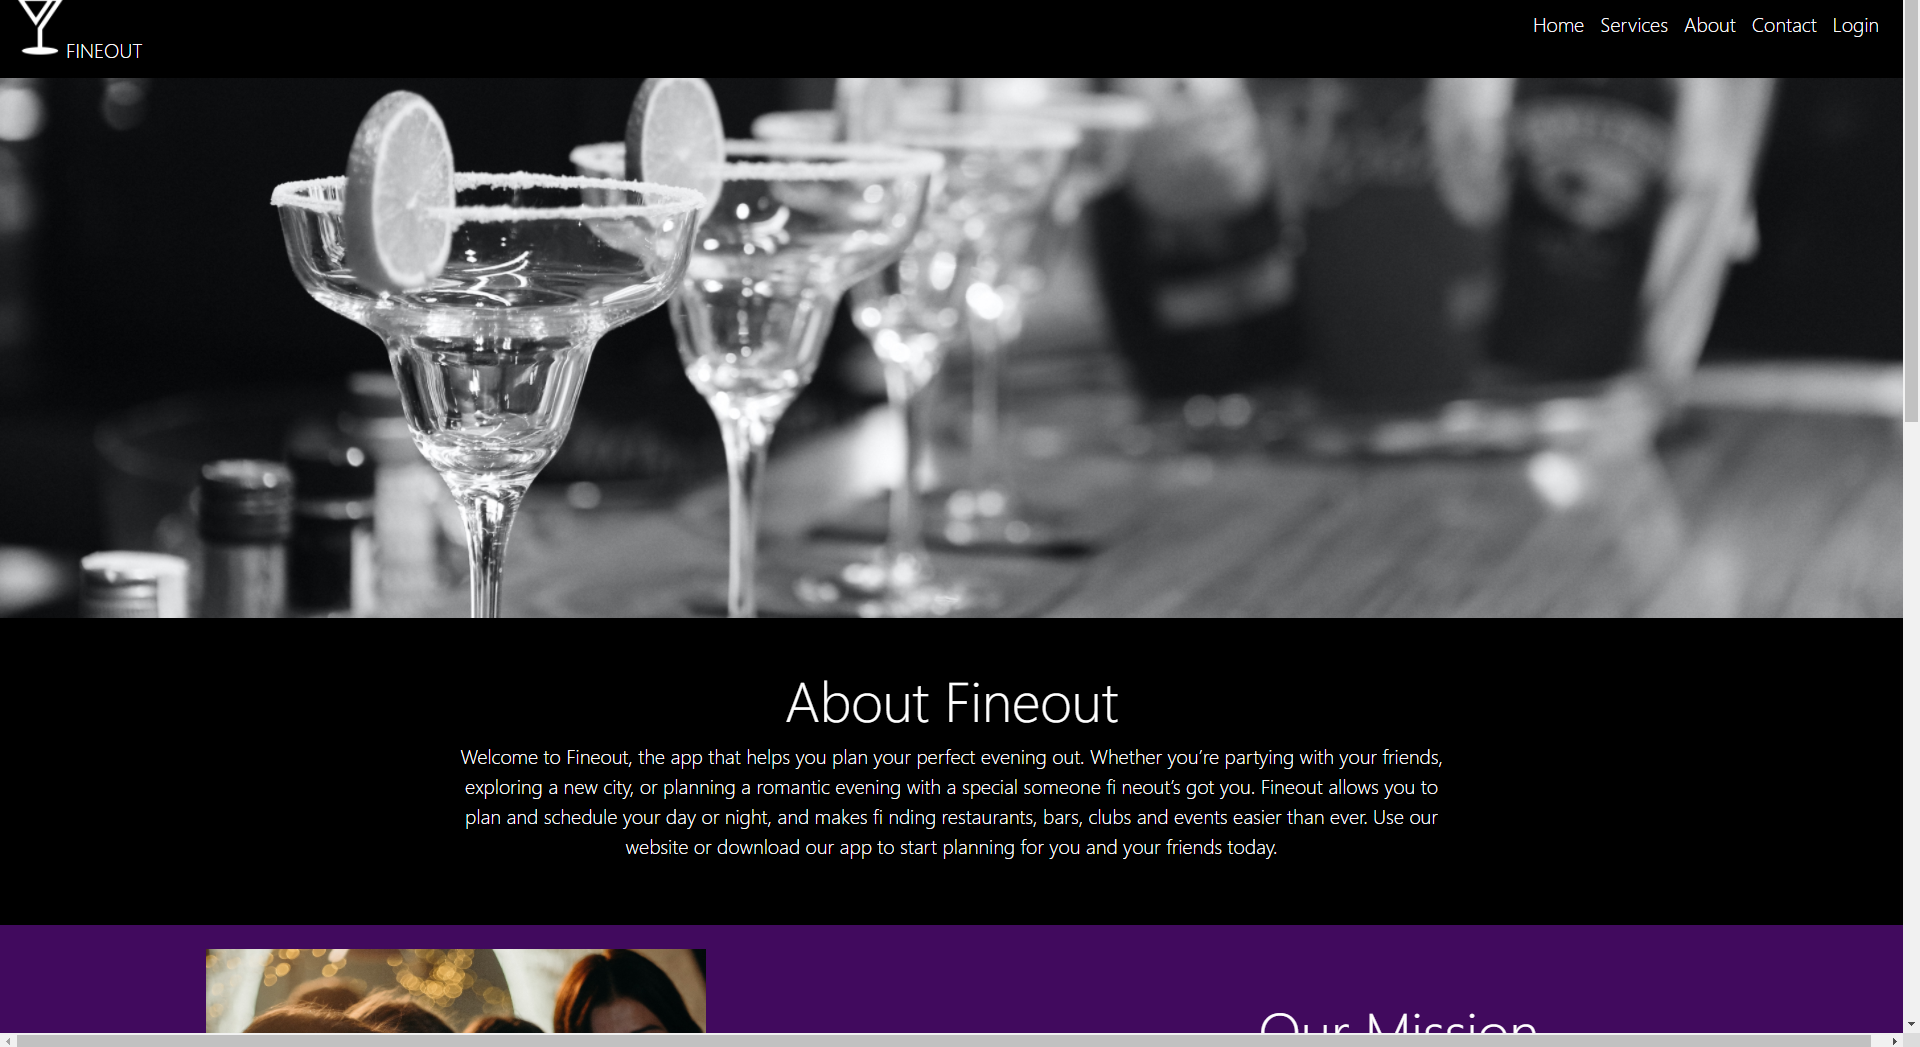 FINEOUT
Home Services About Contact Login
About Fineout
Welcome to Fineout, the app that helps you plan your perfect evening out. Whether you’re partying with your friends,
exploring a new city, or planning a romantic evening with a special someone fi neout’s got you. Fineout allows you to
plan and schedule your day or night, and makes fi nding restaurants, bars, clubs and events easier than ever. Use our
website or download our app to start planning for you and your friends today.
Our Mission